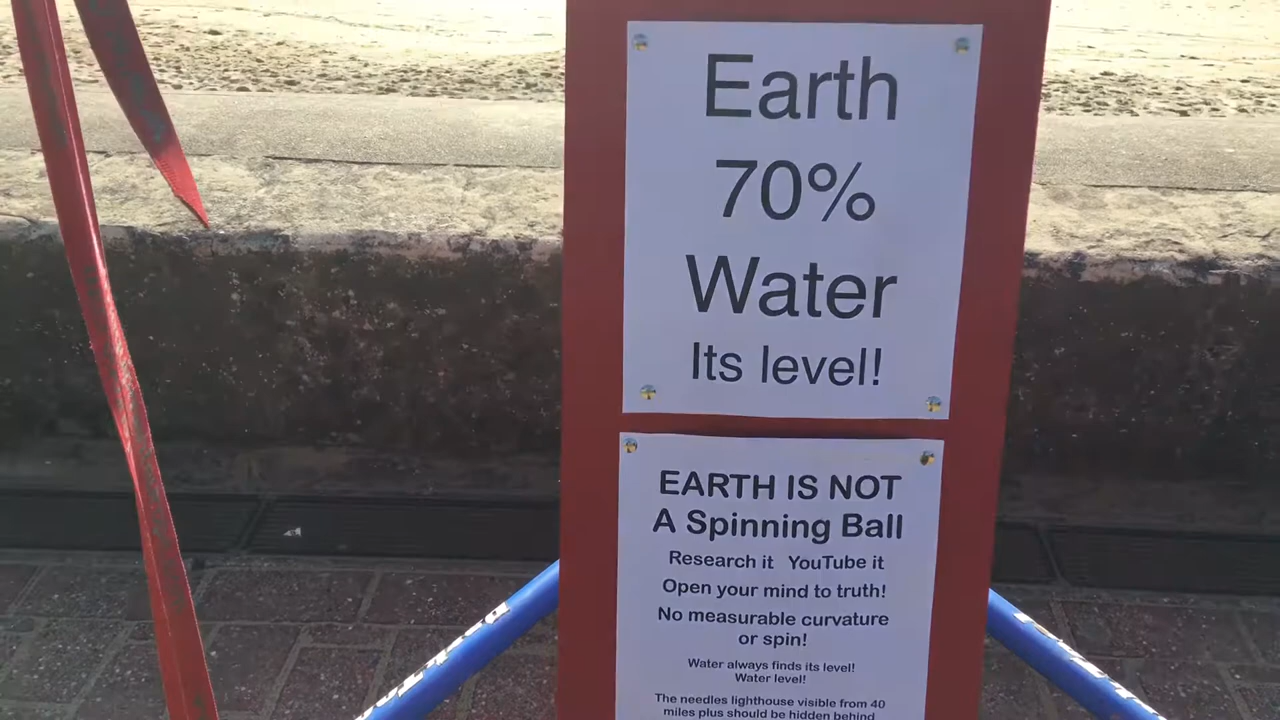 Earth
70%
Water
Its level!
EARTH IS NOT
A Spinning Ball
Research it YouTube it
Open your mind to truth!
No measurable curvature
or spin!
Water always finds its level!
Water level!
The needles lighthouse visible from 40
miles plus should be hidden behind